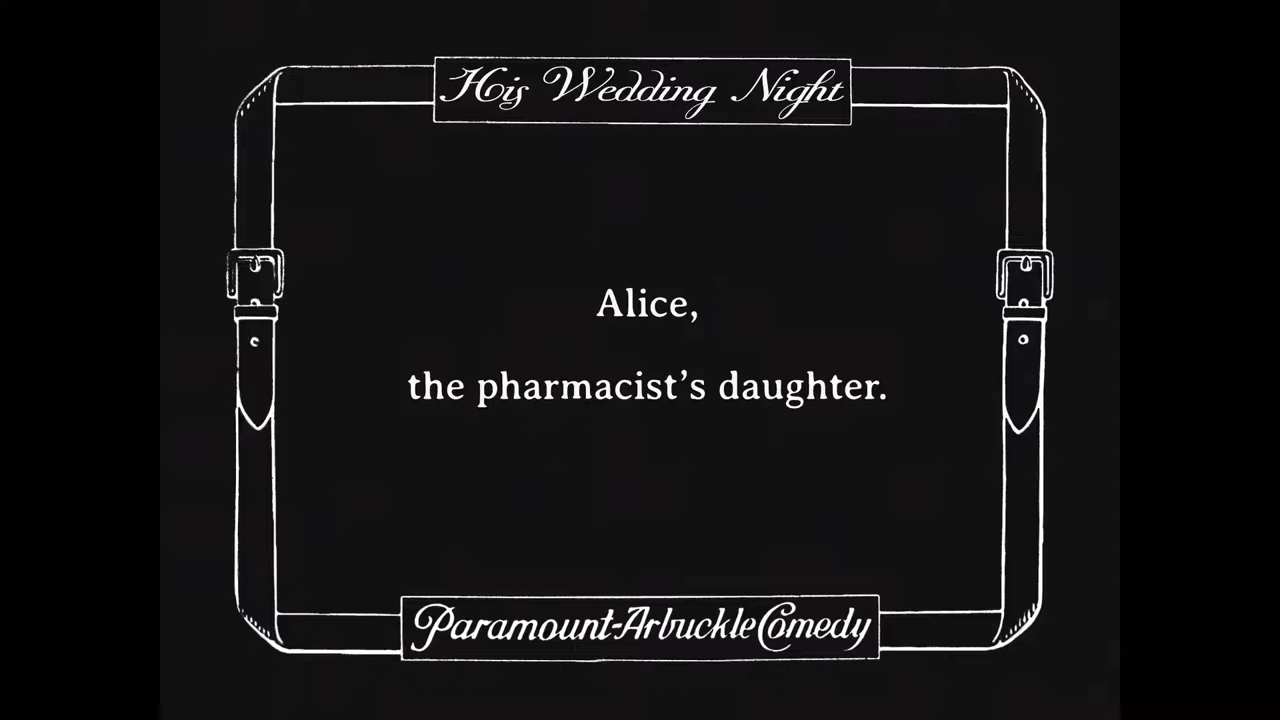 His Wedding Night
Alice,
the pharmacist’s daughter.
Paramount-Arbuckle Comedy